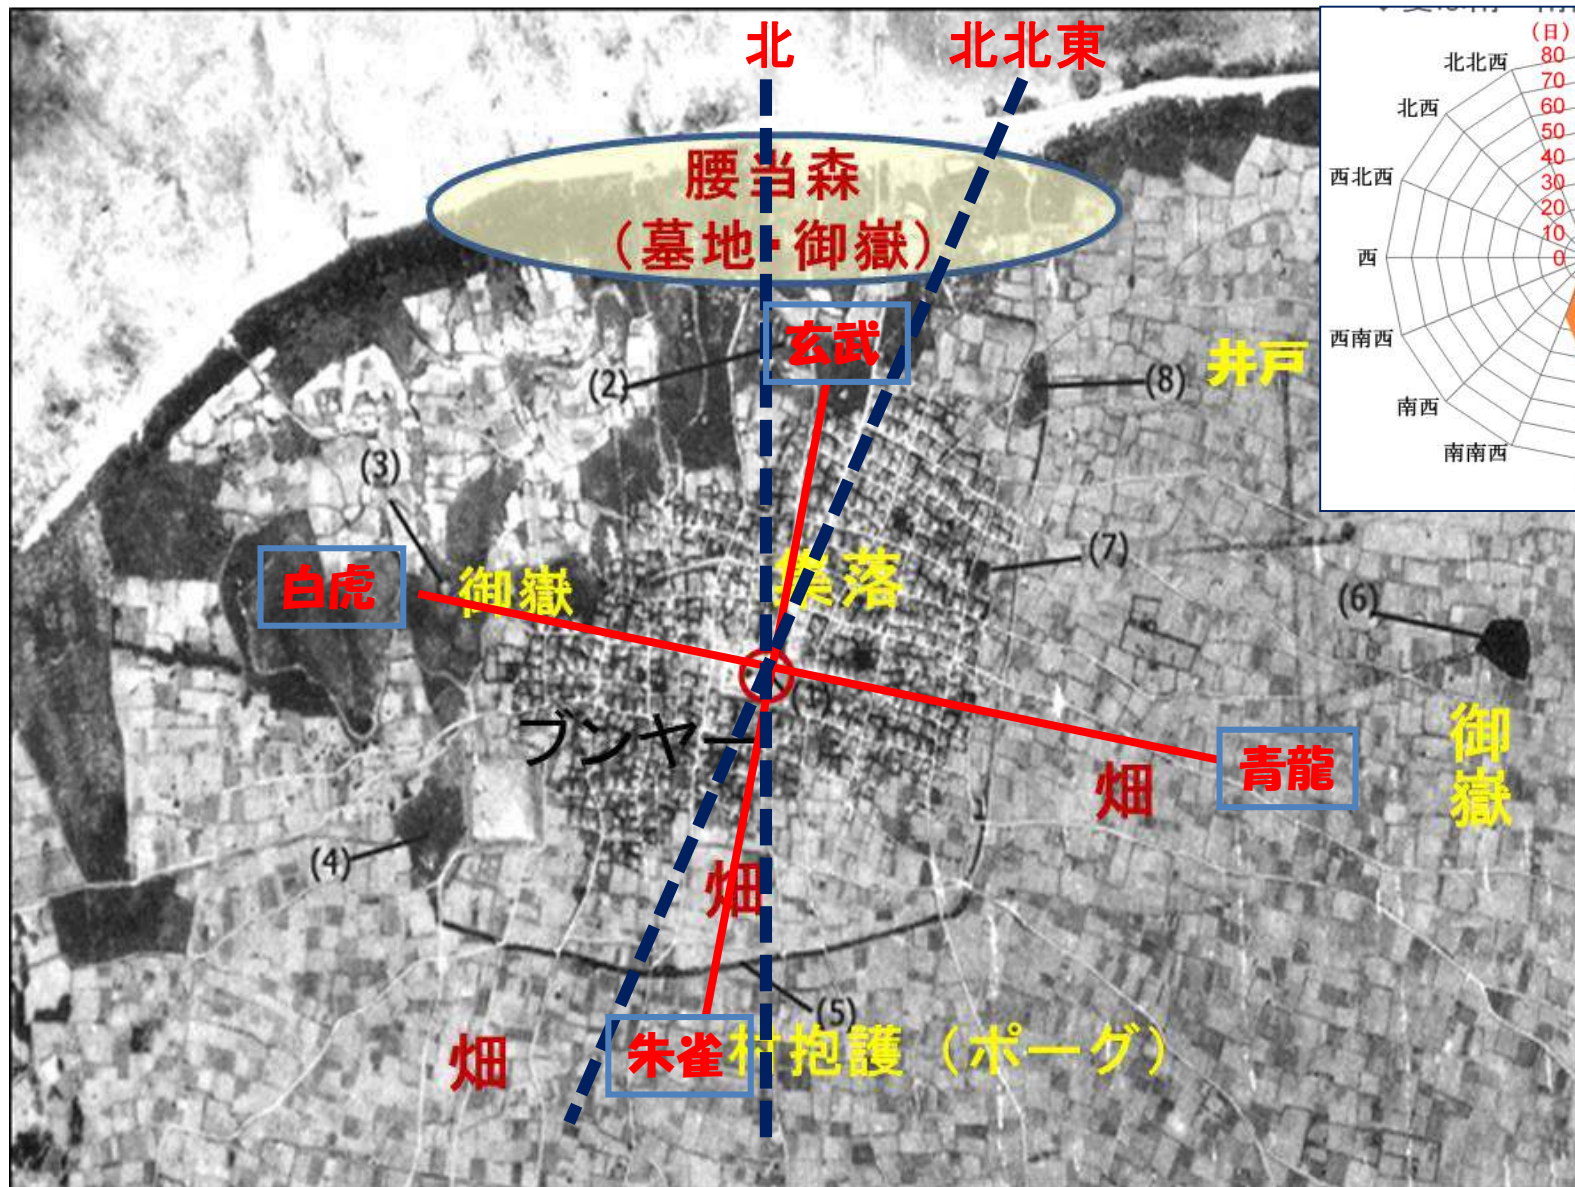 北
北北東
腰当森
（墓地・御嶽）
玄武
(2)
(8)
井戸
(3)
白虎
御嶽
集落
(7)
(6)
ブンヤー
青龍
畑
御嶽
(4)
畑
(5)
朱雀
村抱護（ポーグ）
畑
（日）
80
70
60
50
40
30
20
10
0
北北西
北西
西北西
西
西南西
南西
南南西